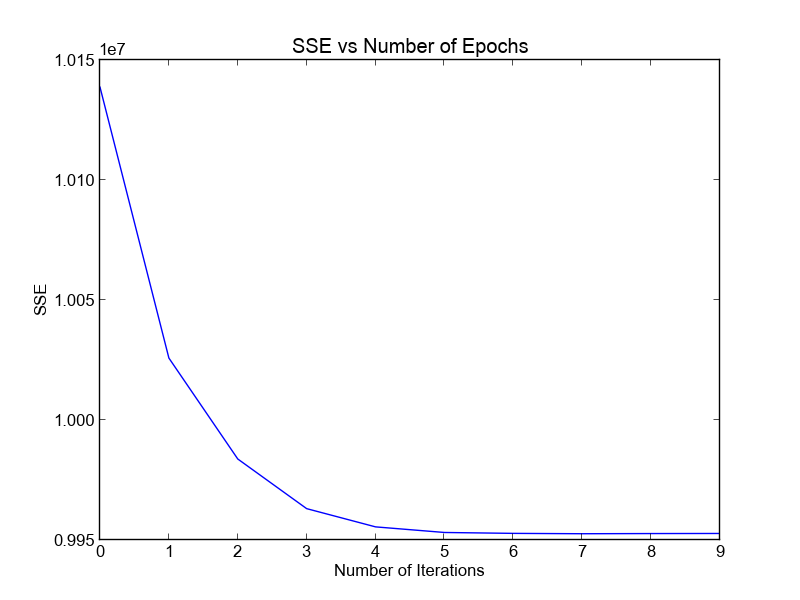 SSE vs Number of Epochs
1e7
1.015
1.010
1.005
1.000
0.995
SSE
0 1 2 3 4 5 6 7 8 9
Number of Iterations